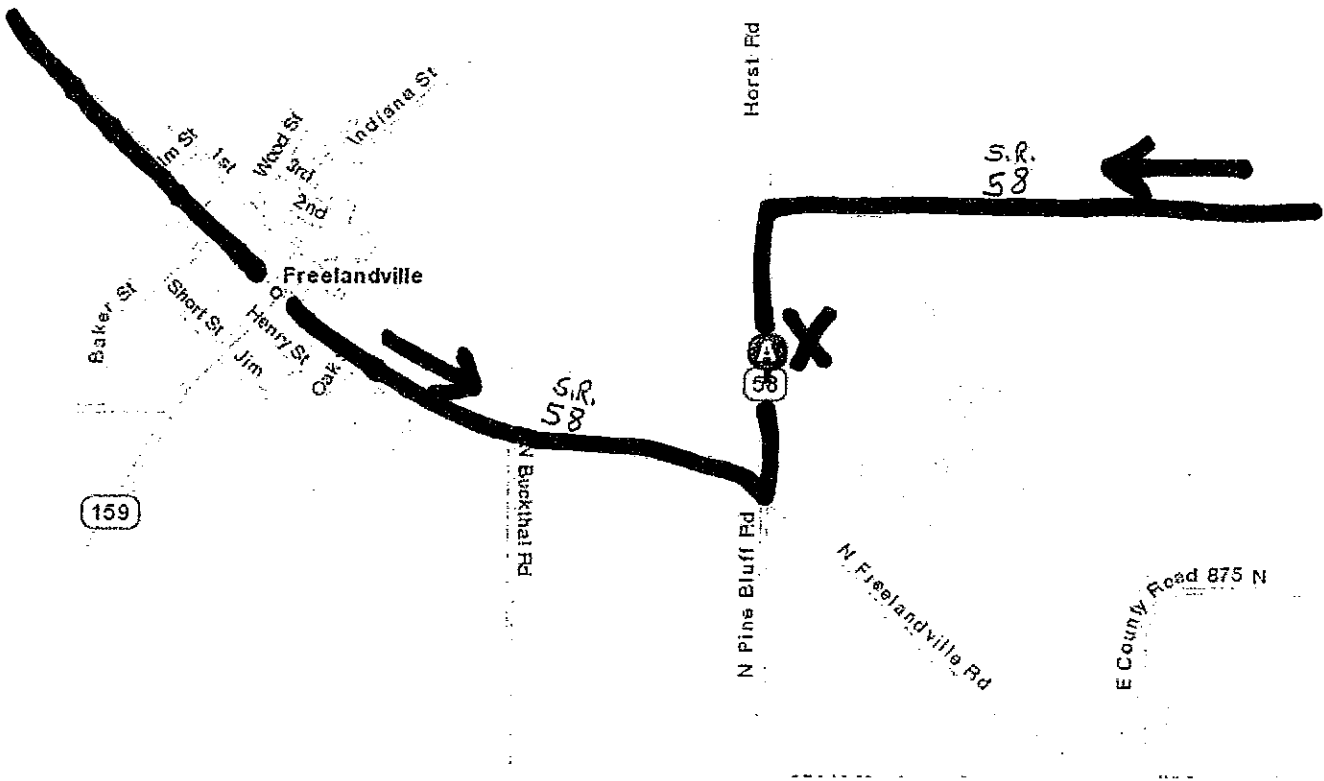 Horst Rd
Indiana St
Wood St
lm St
1st
3rd
2nd
S.R.
58
Freelandville
Baker St
Short St
Henry St
Jim
Oak
A
X
58
S.R.
58
159
N Buckthal Rd
N Pine Bluff Rd
N Freelandville Rd
E County Road 875 N